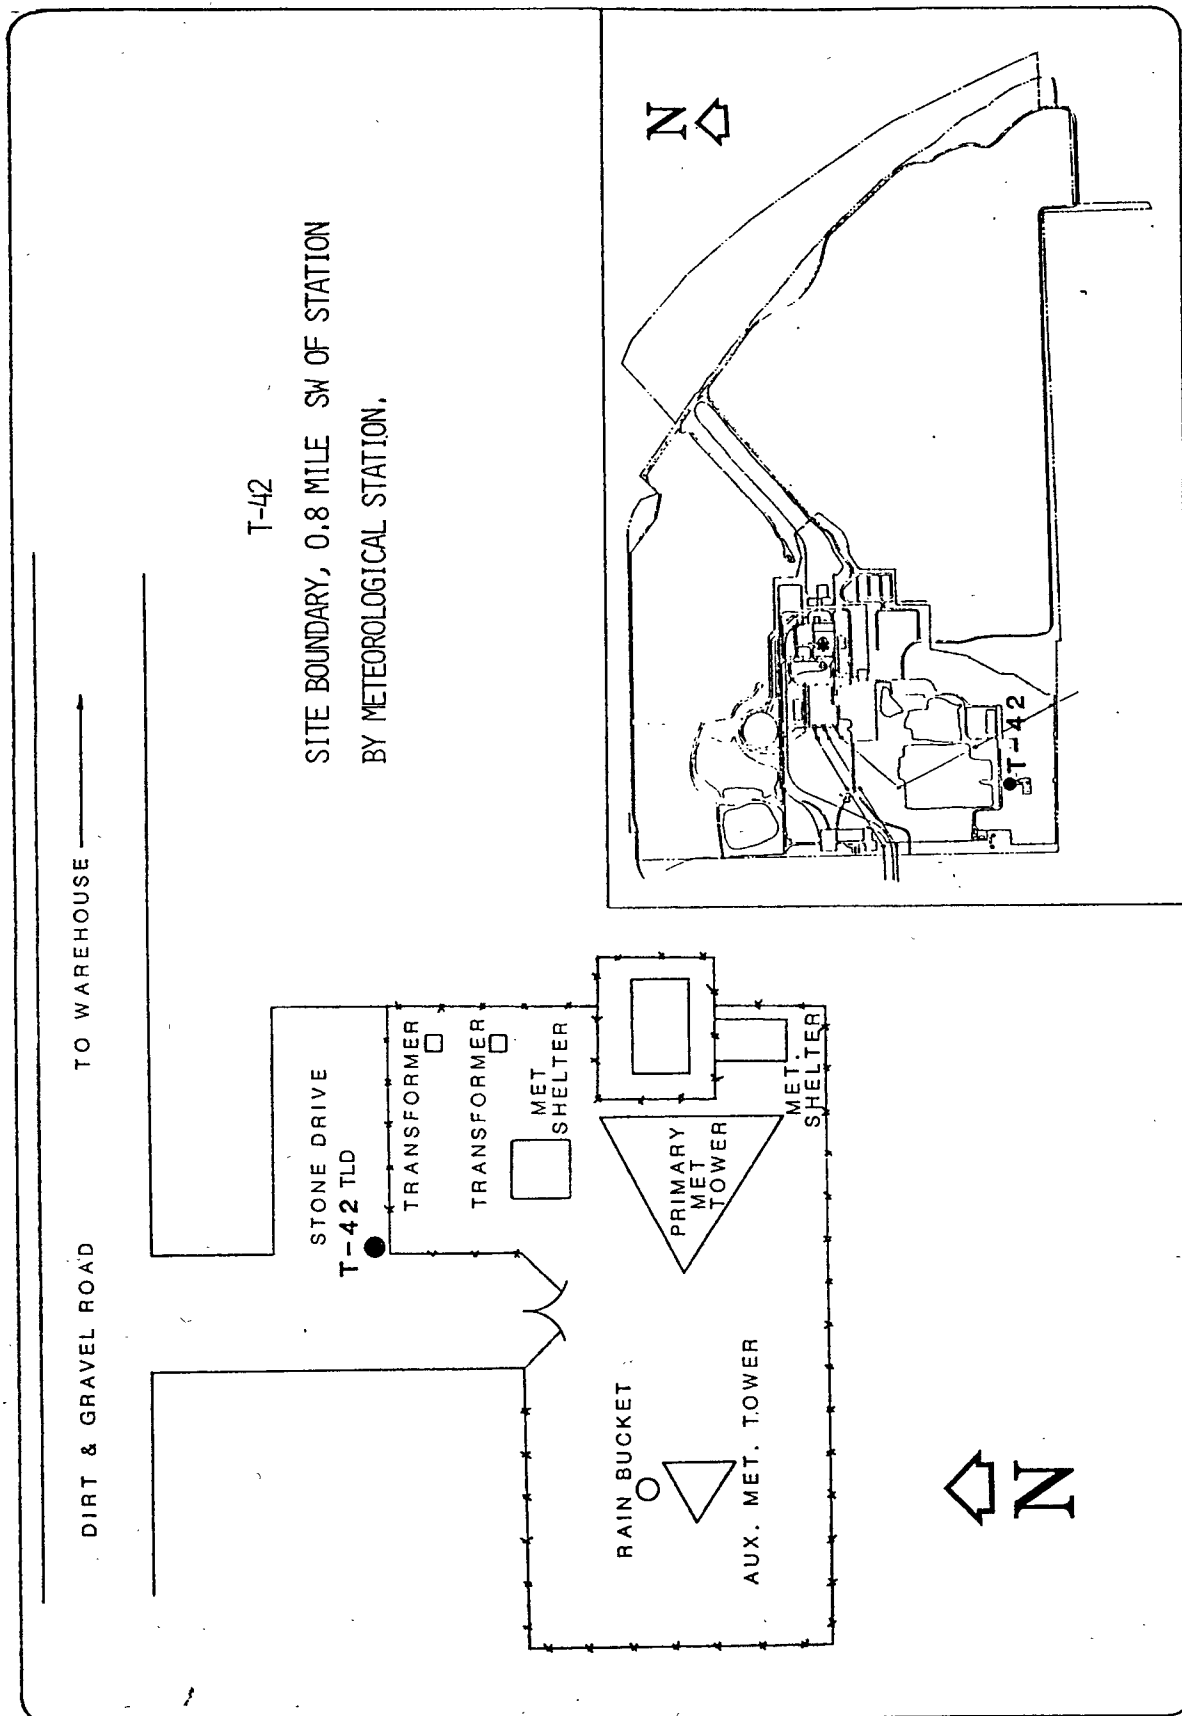 DIRT & GRAVEL ROAD
TO WAREHOUSE
T-42
SITE BOUNDARY, 0.8 MILE SW OF STATION
BY METEOROLOGICAL STATION.
STONE DRIVE
T-42 TLD
TRANSFORMER
TRANSFORMER
MET
SHELTER
PRIMARY
MET
TOWER
MET.
SHELTER
RAIN BUCKET
AUX. MET. TOWER
N
N
T-42